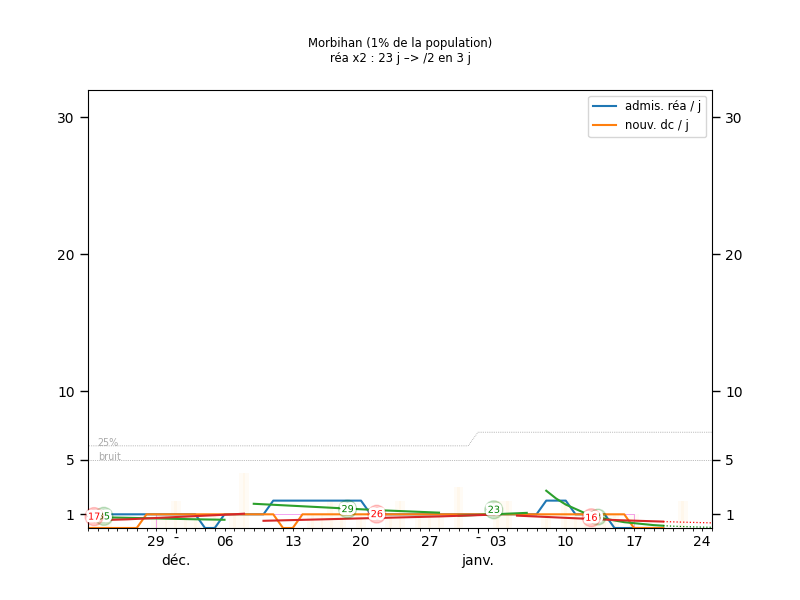 Morbihan (1% de la population)
réa x2 : 23 j –> /2 en 3 j
admis. réa / j
nouv. dc / j
30 30
20 20
10 10
25%
5 bruit 5
1 17 29 26 23 16 1
29 - 06 13 20 27 - 03 10 17 24
déc. janv.